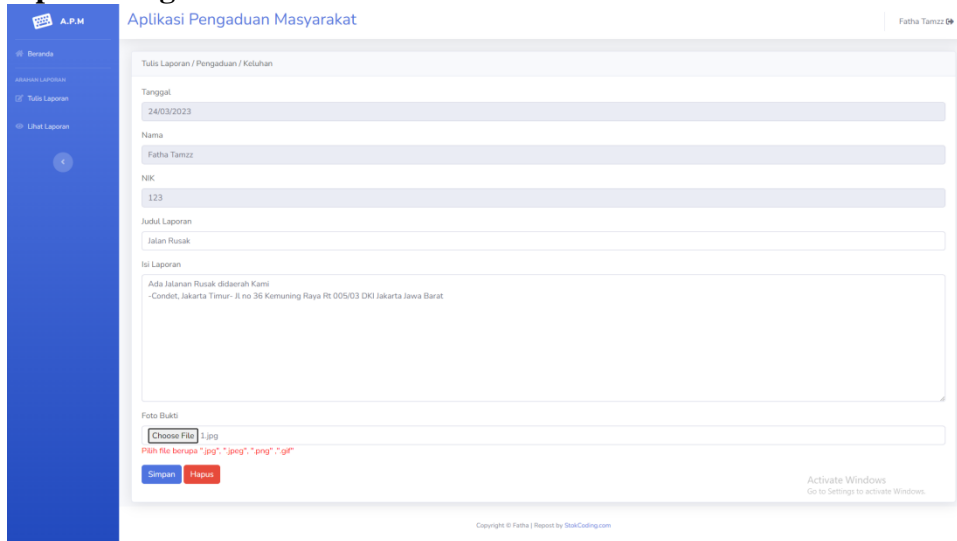 A.P.M
Aplikasi Pengaduan Masyarakat
Fatha Tamzz
Beranda
ARAHAN LAPORAN
Tulis Laporan
Lihat Laporan
Tulis Laporan / Pengaduan / Keluhan
Tanggal
24/03/2023
Nama
Fatha Tamzz
NIK
123
Judul Laporan
Jalan Rusak
Isi Laporan
Ada Jalanan Rusak didaerah Kami
-Condet, Jakarta Timur- Jl no 36 Kemuning Raya Rt 005/03 DKI Jakarta Jawa Barat
Foto Bukti
Choose File 1.jpg
Pilih file berupa ".jpg", ".jpeg", ".png" ,".gif"
Simpan Hapus
Activate Windows
Go to Settings to activate Windows.
Copyright © Fatha | Repost by StokCoding.com